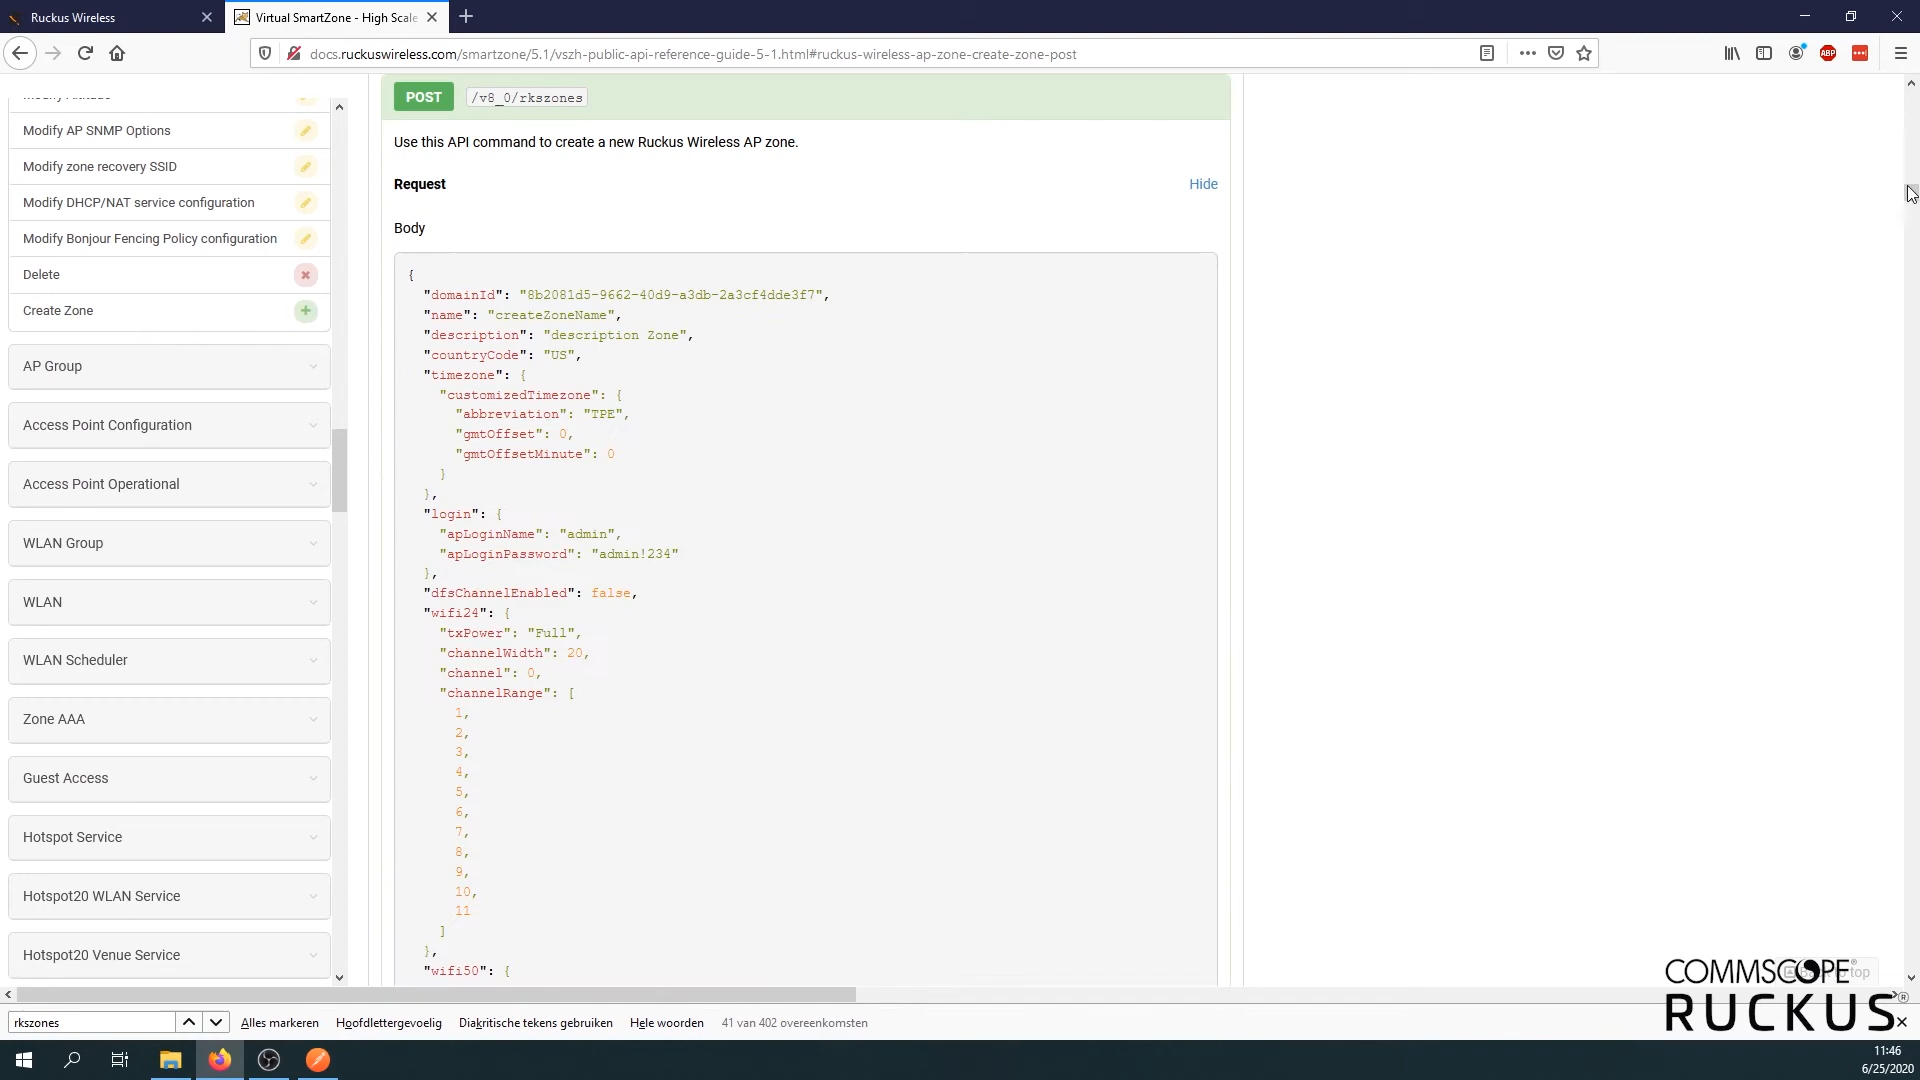 Ruckus Wireless
Virtual SmartZone - High Scale
docs.ruckuswireless.com/smartzone/5.1/vszh-public-api-reference-guide-5-1.html#ruckus-wireless-ap-zone-create-zone-post
ABP
Modify AP SNMP Options
Modify zone recovery SSID
Modify DHCP/NAT service configuration
Modify Bonjour Fencing Policy configuration
Delete
Create Zone
AP Group
Access Point Configuration
Access Point Operational
WLAN Group
WLAN
WLAN Scheduler
Zone AAA
Guest Access
Hotspot Service
Hotspot20 WLAN Service
Hotspot20 Venue Service
POST /v8_0/rkszones
Use this API command to create a new Ruckus Wireless AP zone.
Request Hide
Body
{
"domainId": "8b2081d5-9662-40d9-a3db-2a3cf4dde3f7",
"name": "createZoneName",
"description": "description Zone",
"countryCode": "US",
"timezone": {
"customizedTimezone": {
"abbreviation": "TPE",
"gmtOffset": 0,
"gmtOffsetMinute": 0
}
},
"login": {
"apLoginName": "admin",
"apLoginPassword": "admin!234"
},
"dfsChannelEnabled": false,
"wifi24": {
"txPower": "Full",
"channelWidth": 20,
"channel": 0,
"channelRange": [
1,
2,
3,
4,
5,
6,
7,
8,
9,
10,
11
]
},
"wifi50": {
COMMSCOPE®
RUCKUS®
rkszones Alles markeren Hoofdlettergevoelig Diakritische tekens gebruiken Hele woorden 41 van 402 overeenkomsten
11:46
6/25/2020